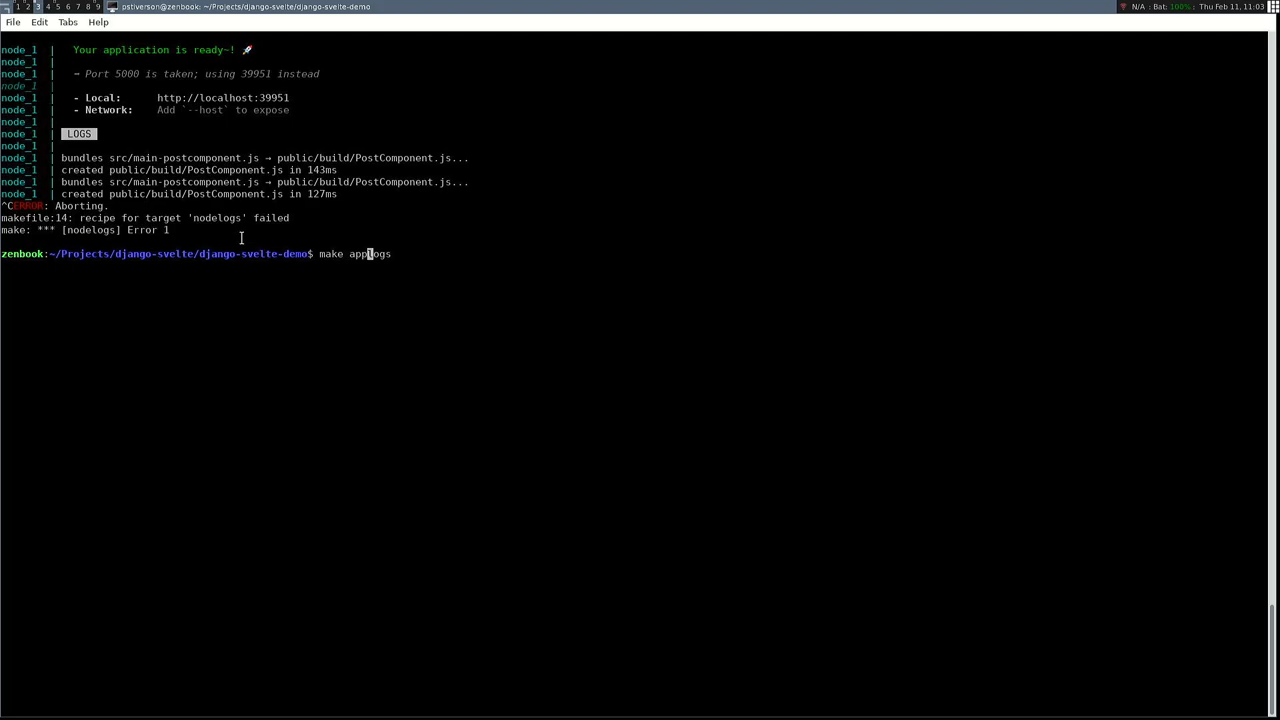 1 2 3 4 5 6 7 8 9 pstiverson@zenbook: ~/Projects/django-svelte/django-svelte-demo N/A : Bat: 100% : Thu Feb 11, 11:03
File Edit Tabs Help
node_1 | Your application is ready~! 🚀
node_1 |
node_1 | → Port 5000 is taken; using 39951 instead
node_1 |
node_1 | - Local: http://localhost:39951
node_1 | - Network: Add `--host` to expose
node_1 |
node_1 | LOGS
node_1 |
node_1 | bundles src/main-postcomponent.js → public/build/PostComponent.js...
node_1 | created public/build/PostComponent.js in 143ms
node_1 | bundles src/main-postcomponent.js → public/build/PostComponent.js...
node_1 | created public/build/PostComponent.js in 127ms
^CERROR: Aborting.
makefile:14: recipe for target 'nodelogs' failed
make: *** [nodelogs] Error 1
zenbook:~/Projects/django-svelte/django-svelte-demo$ make applogs